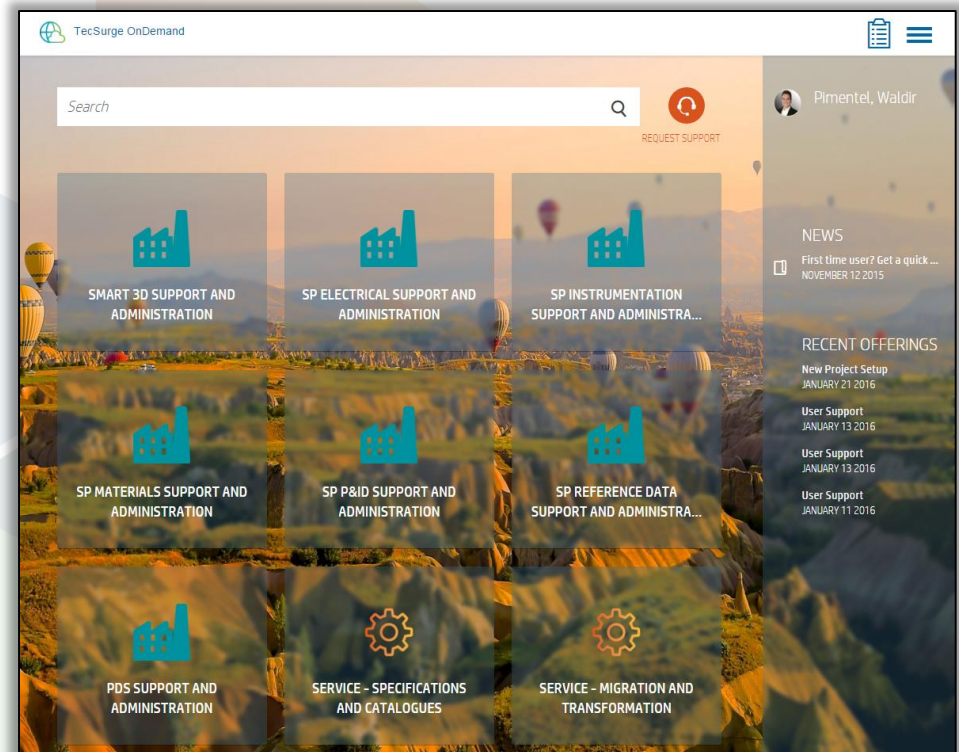 TecSurge OnDemand
Search
REQUEST SUPPORT
Pimentel, Waldir
SMART 3D SUPPORT AND
ADMINISTRATION
SP ELECTRICAL SUPPORT AND
ADMINISTRATION
SP INSTRUMENTATION
SUPPORT AND ADMINISTRA...
NEWS
First time user? Get a quick ...
NOVEMBER 12 2015
RECENT OFFERINGS
New Project Setup
JANUARY 21 2016
User Support
JANUARY 13 2016
User Support
JANUARY 13 2016
User Support
JANUARY 11 2016
SP MATERIALS SUPPORT AND
ADMINISTRATION
SP P&ID SUPPORT AND
ADMINISTRATION
SP REFERENCE DATA
SUPPORT AND ADMINISTRA...
PDS SUPPORT AND
ADMINISTRATION
SERVICE - SPECIFICATIONS
AND CATALOGUES
SERVICE - MIGRATION AND
TRANSFORMATION